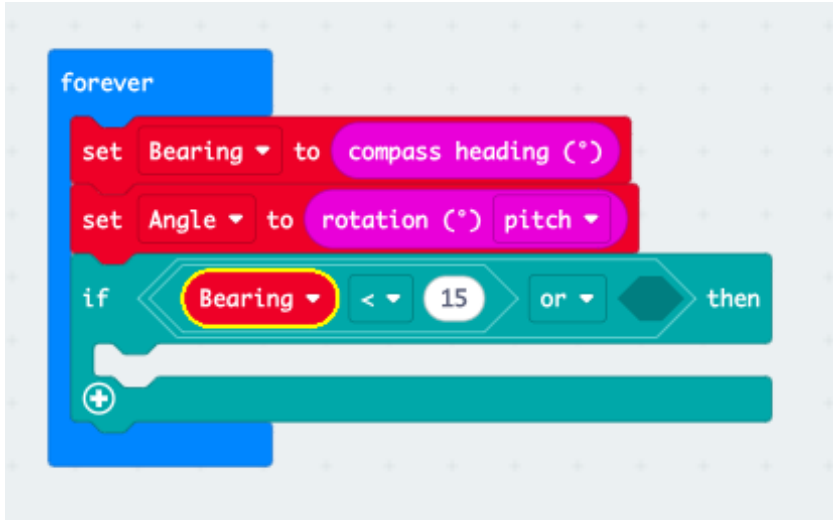 forever
set Bearing to compass heading (°)
set Angle to rotation (°) pitch
if Bearing < 15 or then